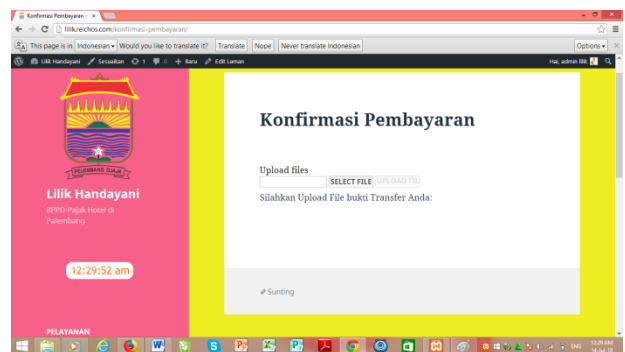 Konfirmasi Pembayaran -
lilik.reichos.com/konfirmasi-pembayaran/
This page is in Indonesian Would you like to translate it? Translate Nope Never translate Indonesian Options
Lilik Handayani Sesuaikan 1 0 Baru Edit Laman Hai, admin lilik
PALEMBANG DJAJA
Lilik Handayani
BPPD-Pajak Hotel di
Palembang
12:29:52 am
PELAYANAN
Konfirmasi Pembayaran
Upload files
SELECT FILE UPLOAD FIL
Silahkan Upload File bukti Transfer Anda:
Sunting
ENG 12:29 AM